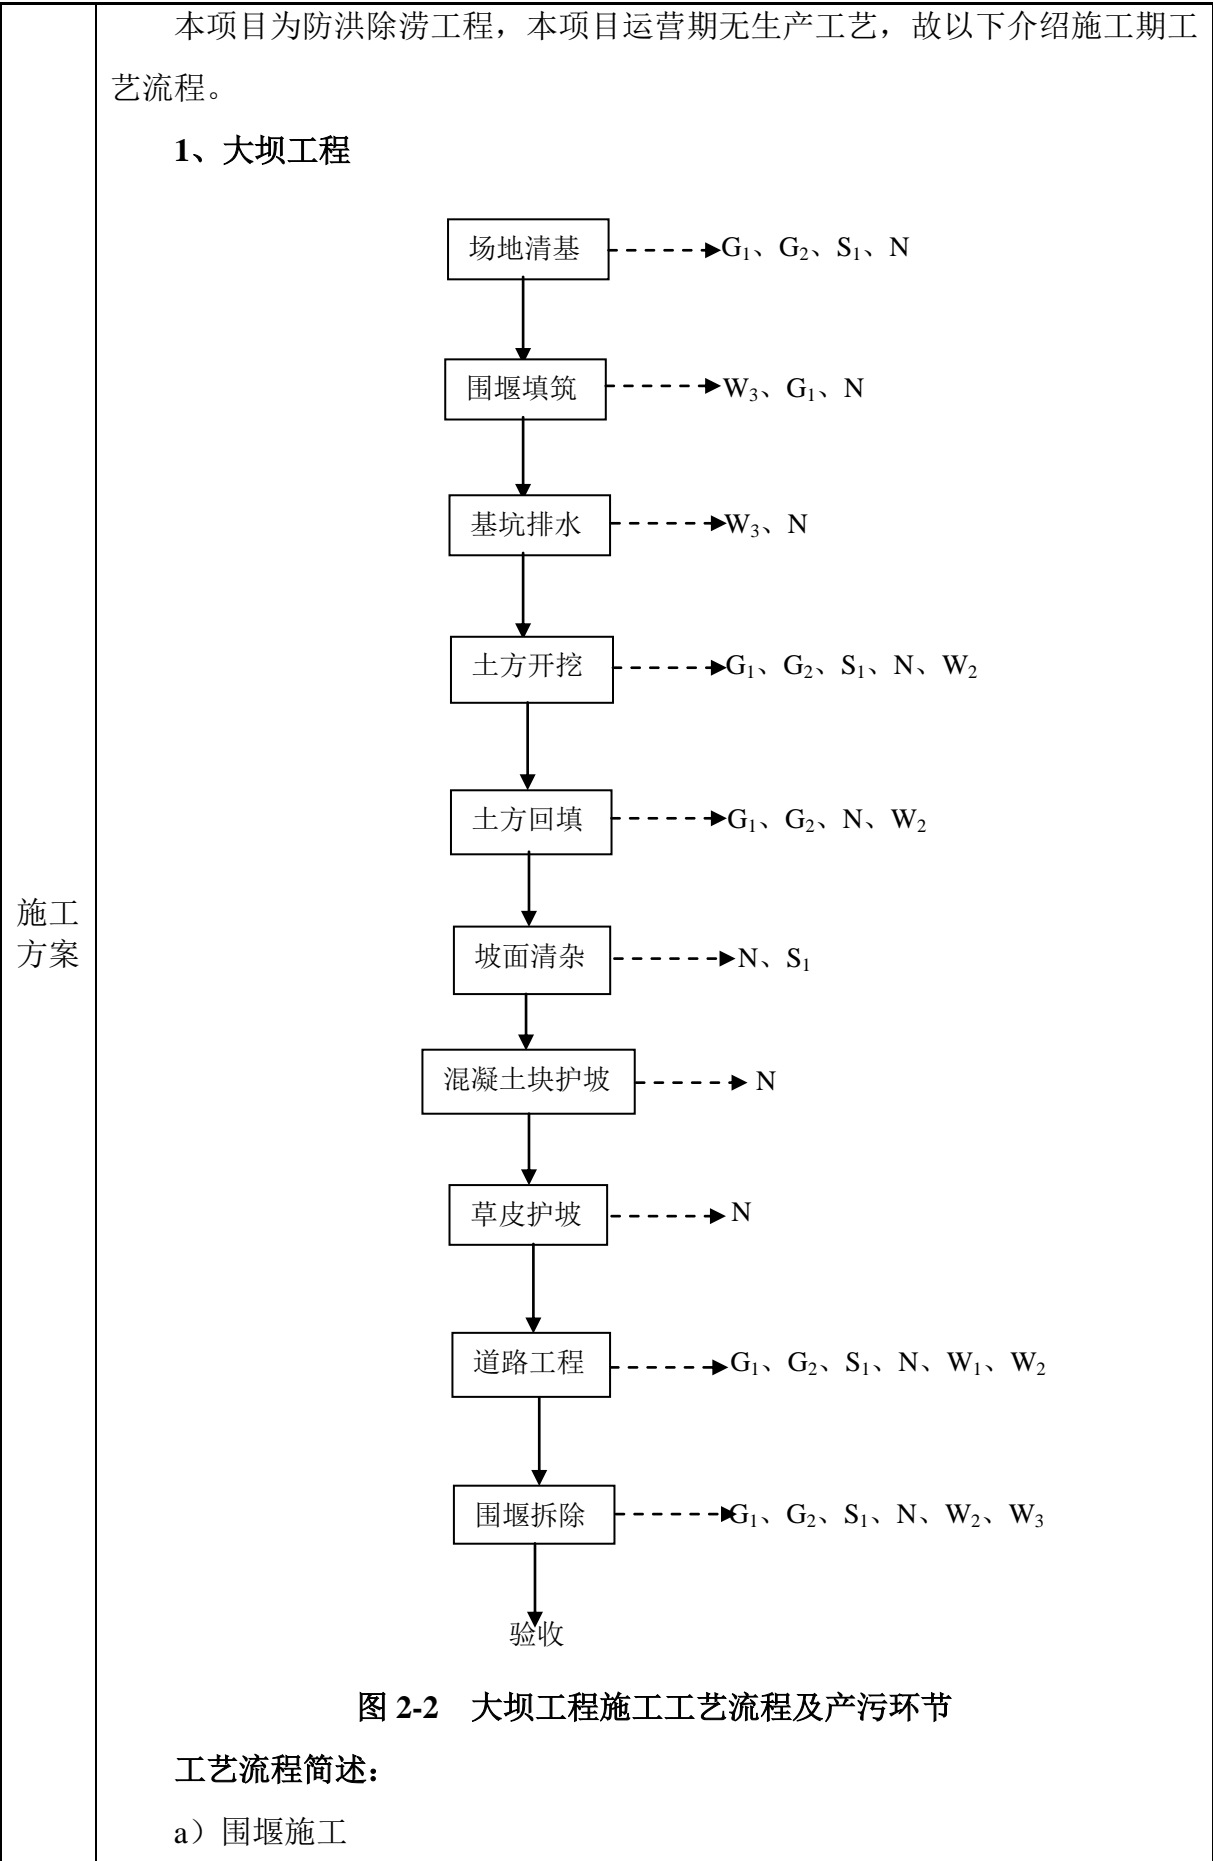 本项目为防洪除涝工程，本项目运营期无生产工艺，故以下介绍施工期工
艺流程。
1、大坝工程
场地清基
G1、G2、S1、N
围堰填筑
W3、G1、N
基坑排水
W3、N
土方开挖
G1、G2、S1、N、W2
土方回填
G1、G2、N、W2
施工
方案
坡面清杂
N、S1
混凝土块护坡
N
草皮护坡
N
道路工程
G1、G2、S1、N、W1、W2
围堰拆除
G1、G2、S1、N、W2、W3
验收
图 2-2 大坝工程施工工艺流程及产污环节
工艺流程简述：
a）围堰施工